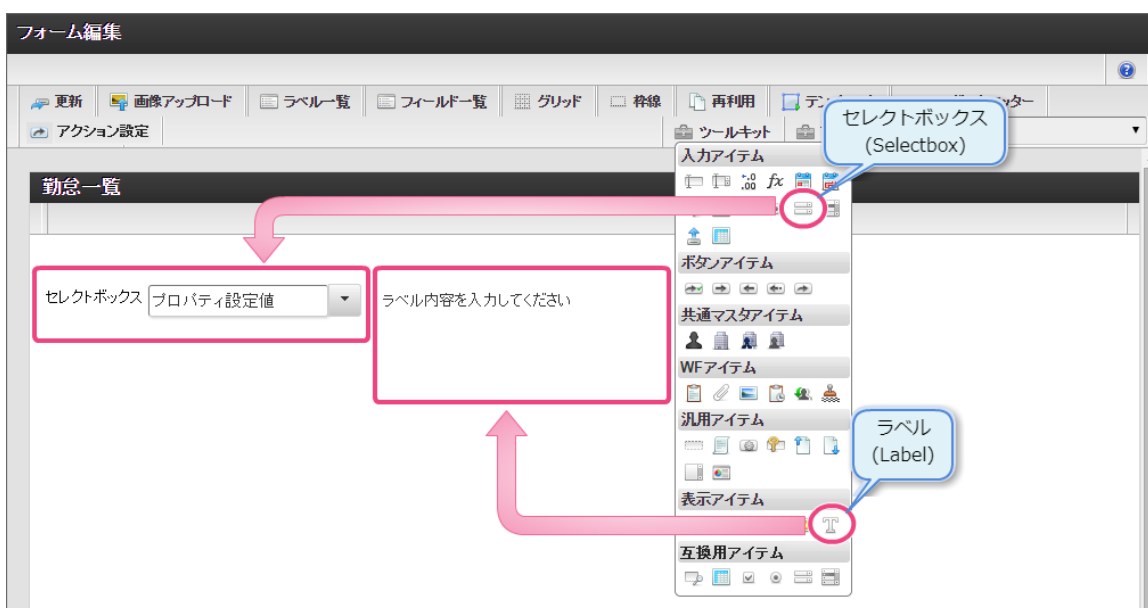 フォーム編集
更新 画像アップロード ラベル一覧 フィールド一覧 グリッド 枠線 再利用
アクション設定 ツールキット
セレクトボックス
(Selectbox)
入力アイテム
勤怠一覧
ボタンアイテム
セレクトボックス プロパティ設定値
ラベル内容を入力してください
共通マスタアイテム
WFアイテム
汎用アイテム
ラベル
(Label)
表示アイテム
互換用アイテム